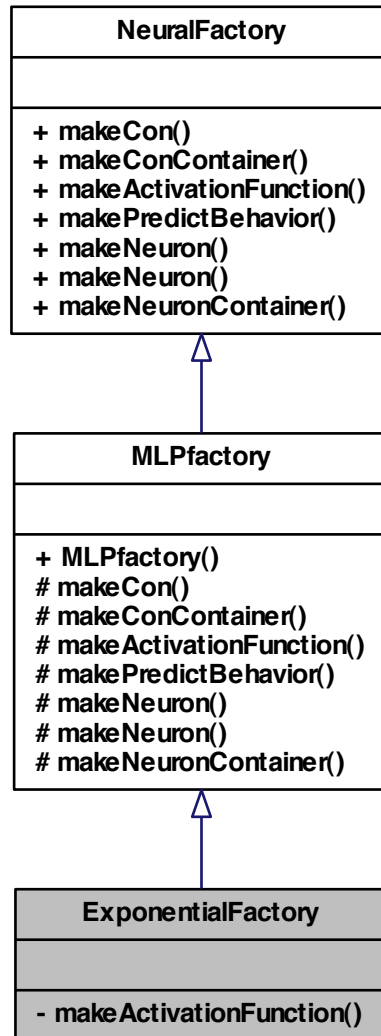 NeuralFactory
+ makeCon()
+ makeConContainer()
+ makeActivationFunction()
+ makePredictBehavior()
+ makeNeuron()
+ makeNeuron()
+ makeNeuronContainer()
MLPfactory
+ MLPfactory()
# makeCon()
# makeConContainer()
# makeActivationFunction()
# makePredictBehavior()
# makeNeuron()
# makeNeuron()
# makeNeuronContainer()
ExponentialFactory
- makeActivationFunction()